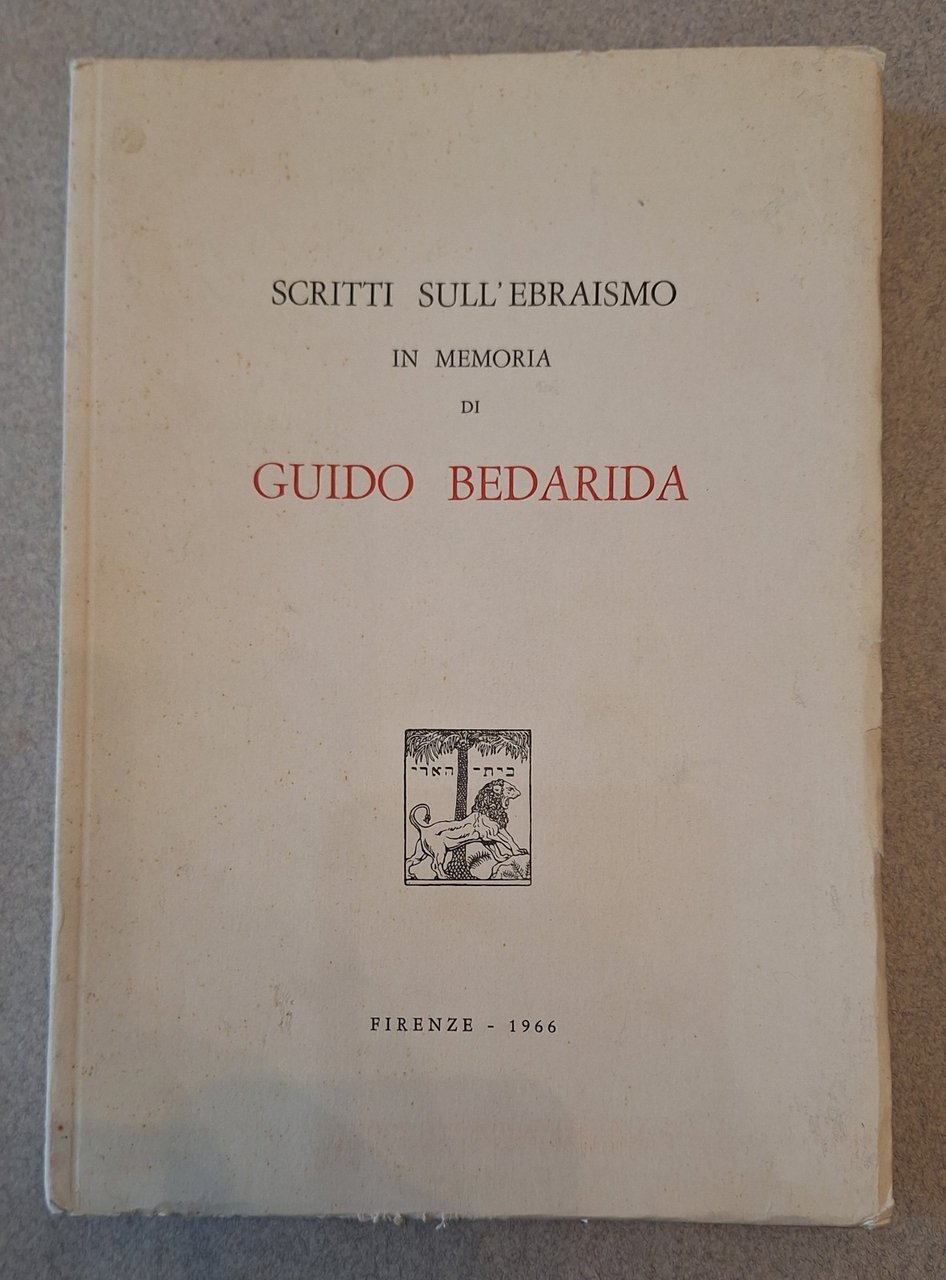 SCRITTI SULL'EBRAISMO
IN MEMORIA
DI
GUIDO BEDARIDA
בית־ הארי
FIRENZE - 1966